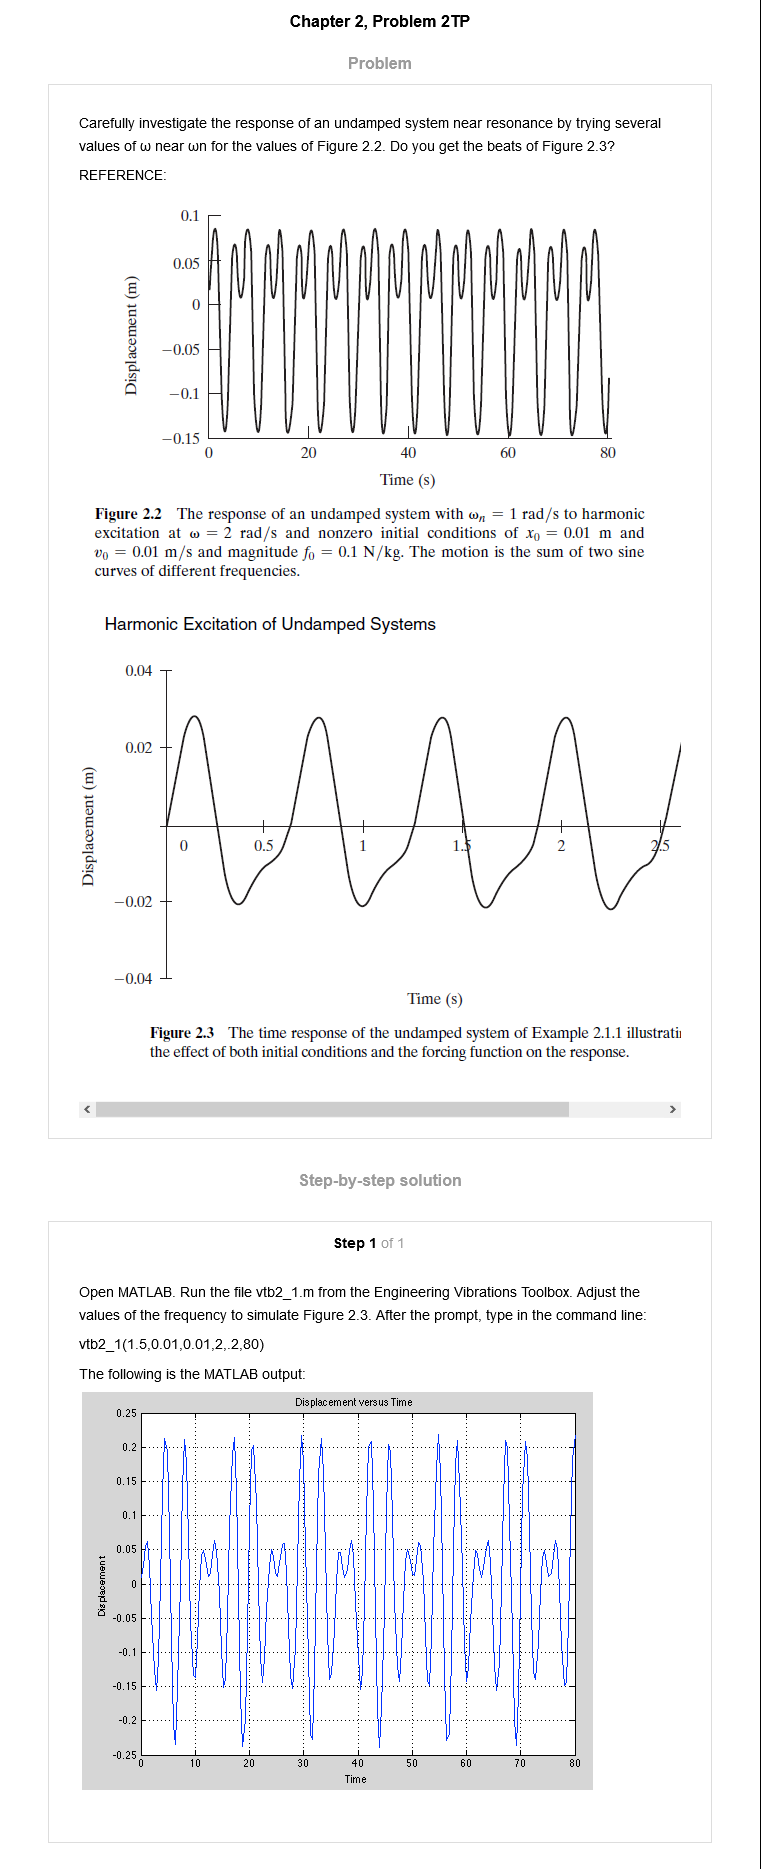 Chapter 2, Problem 2TP
Problem
Carefully investigate the response of an undamped system near resonance by trying several
values of ω near ωn for the values of Figure 2.2. Do you get the beats of Figure 2.3?
REFERENCE:
0.1
0.05
0
−0.05
−0.1
−0.15
Displacement (m)
0 20 40 60 80
Time (s)
Figure 2.2 The response of an undamped system with ωn = 1 rad/s to harmonic
excitation at ω = 2 rad/s and nonzero initial conditions of x0 = 0.01 m and
v0 = 0.01 m/s and magnitude f0 = 0.1 N/kg. The motion is the sum of two sine
curves of different frequencies.
Harmonic Excitation of Undamped Systems
0.04
0.02
−0.02
−0.04
Displacement (m)
0 0.5 1 1.5 2 2.5
Time (s)
Figure 2.3 The time response of the undamped system of Example 2.1.1 illustrati
the effect of both initial conditions and the forcing function on the response.
Step-by-step solution
Step 1 of 1
Open MATLAB. Run the file vtb2_1.m from the Engineering Vibrations Toolbox. Adjust the
values of the frequency to simulate Figure 2.3. After the prompt, type in the command line:
vtb2_1(1.5,0.01,0.01,2,.2,80)
The following is the MATLAB output:
Displacement versus Time
0.25
0.2
0.15
0.1
0.05
0
-0.05
-0.1
-0.15
-0.2
-0.25
Displacement
0 10 20 30 40 50 60 70 80
Time